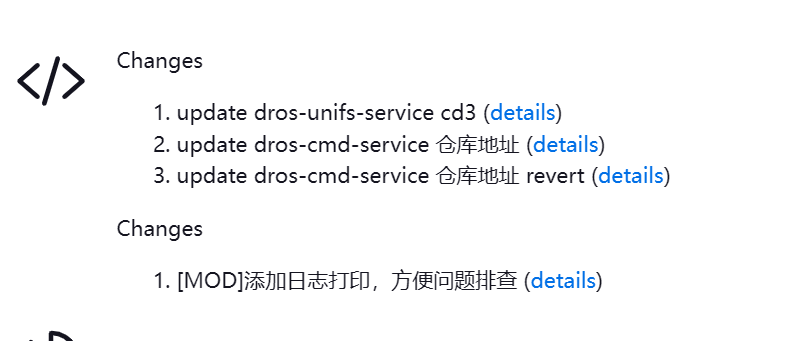 Changes
1. update dros-unifs-service cd3 (details)
2. update dros-cmd-service 仓库地址 (details)
3. update dros-cmd-service 仓库地址 revert (details)
Changes
1. [MOD]添加日志打印，方便问题排查 (details)